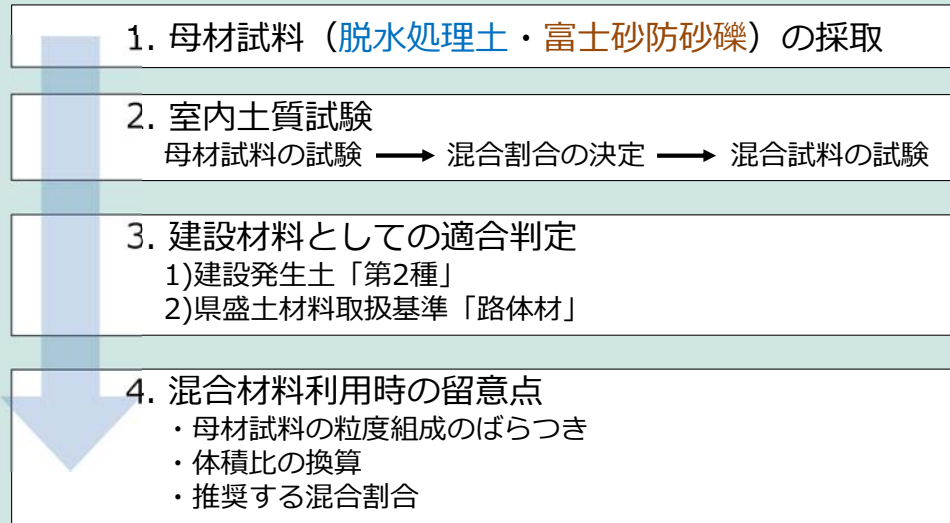 1. 母材試料（脱水処理土・富士砂防砂礫）の採取
2. 室内土質試験
母材試料の試験 → 混合割合の決定 → 混合試料の試験
3. 建設材料としての適合判定
1)建設発生土「第2種」
2)県盛土材料取扱基準「路体材」
4. 混合材料利用時の留意点
・母材試料の粒度組成のばらつき
・体積比の換算
・推奨する混合割合